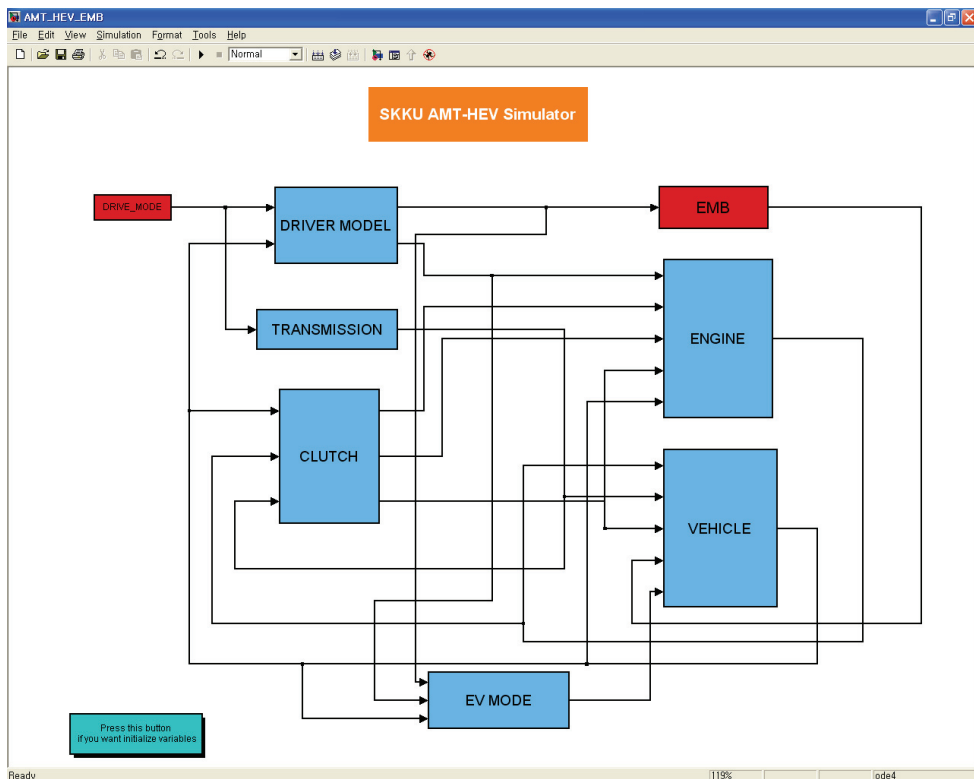 AMT_HEV_EMB
File Edit View Simulation Format Tools Help
Normal
SKKU AMT-HEV Simulator
DRIVE_MODE
DRIVER MODEL
EMB
TRANSMISSION
ENGINE
CLUTCH
VEHICLE
EV MODE
Press this button
if you want initialize variables
Ready 119% ode4